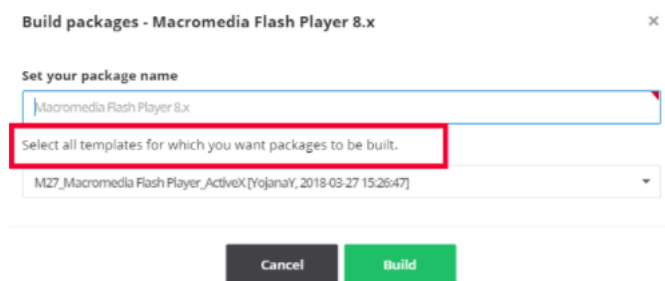 Build packages - Macromedia Flash Player 8.x ×
Set your package name
Macromedia Flash Player 8.x
Select all templates for which you want packages to be built.
M27_Macromedia Flash Player_ActiveX [YojanaY, 2018-03-27 15:26:47]
Cancel Build